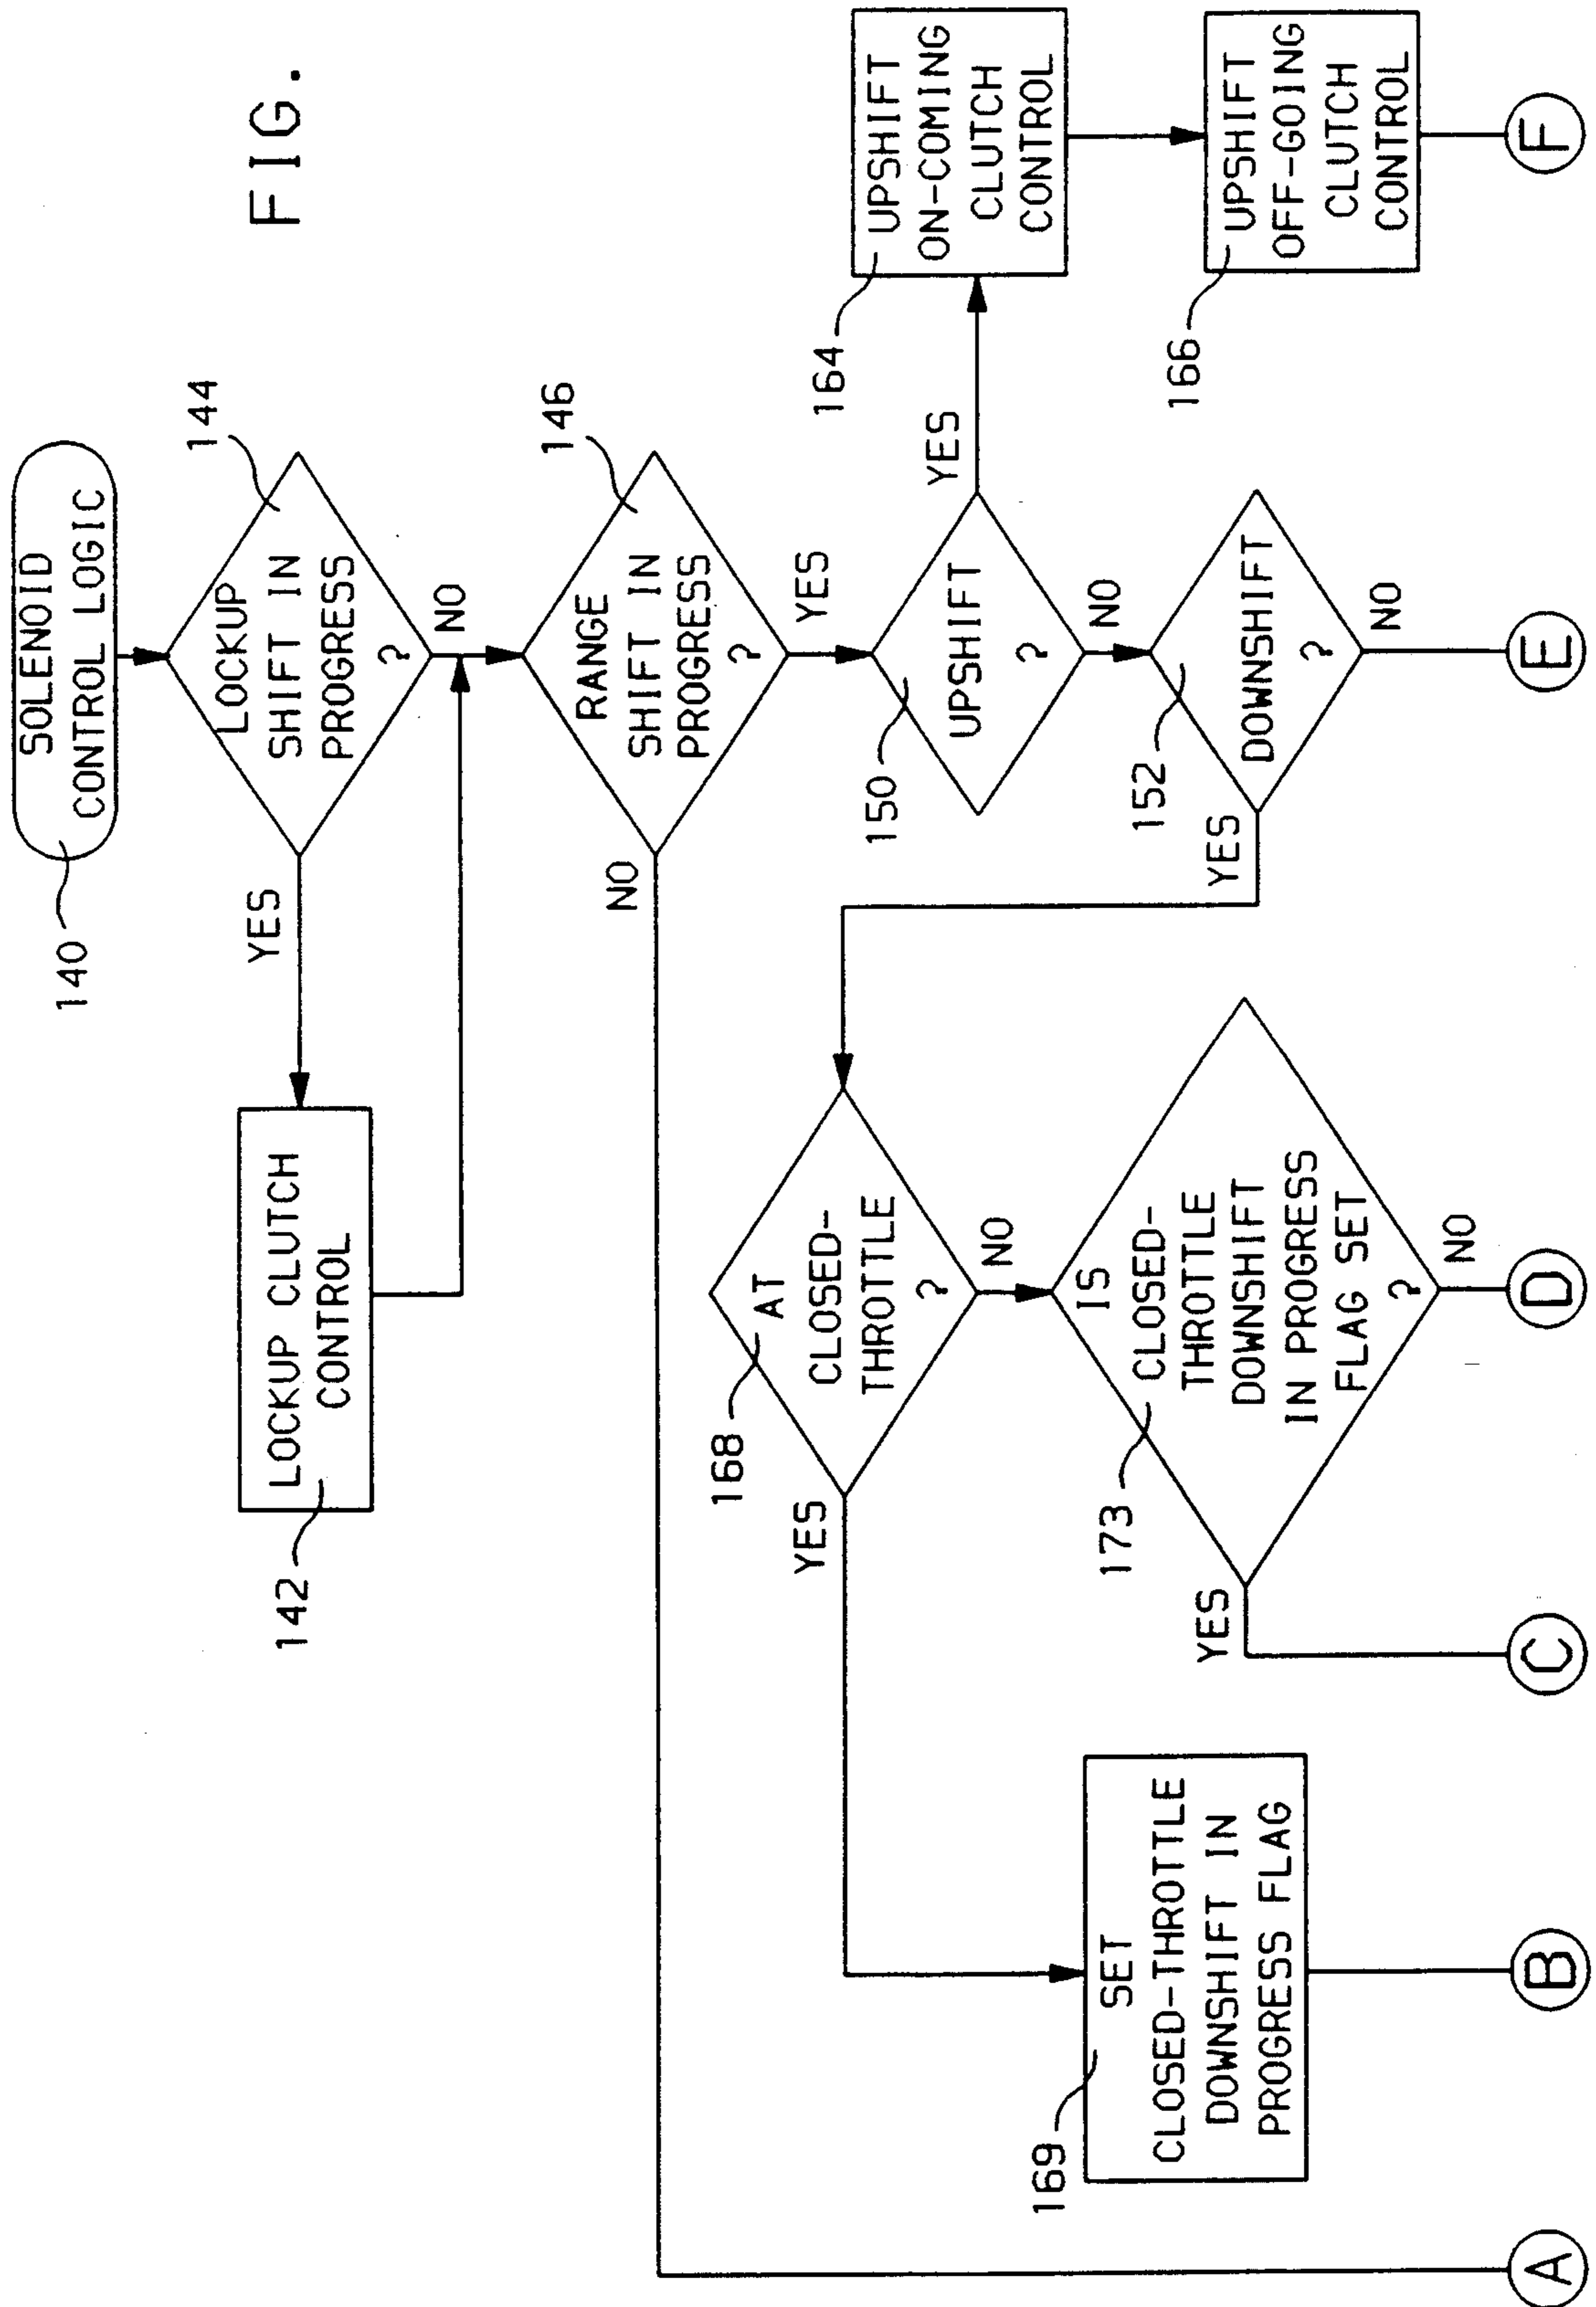 FIG.
SOLENOID
CONTROL LOGIC
140
LOCKUP
SHIFT IN
PROGRESS
?
144
YES
NO
LOCKUP CLUTCH
CONTROL
142
RANGE
SHIFT IN
PROGRESS
?
146
NO
YES
UPSHIFT
?
150
YES
NO
UPSHIFT
ON-COMING
CLUTCH
CONTROL
164
UPSHIFT
OFF-GOING
CLUTCH
CONTROL
166
DOWNSHIFT
?
152
YES
NO
AT
CLOSED-
THROTTLE
?
168
YES
NO
IS
CLOSED-
THROTTLE
DOWNSHIFT
IN PROGRESS
FLAG SET
?
173
YES
NO
SET
CLOSED-THROTTLE
DOWNSHIFT IN
PROGRESS FLAG
169
A
B
C
D
E
F